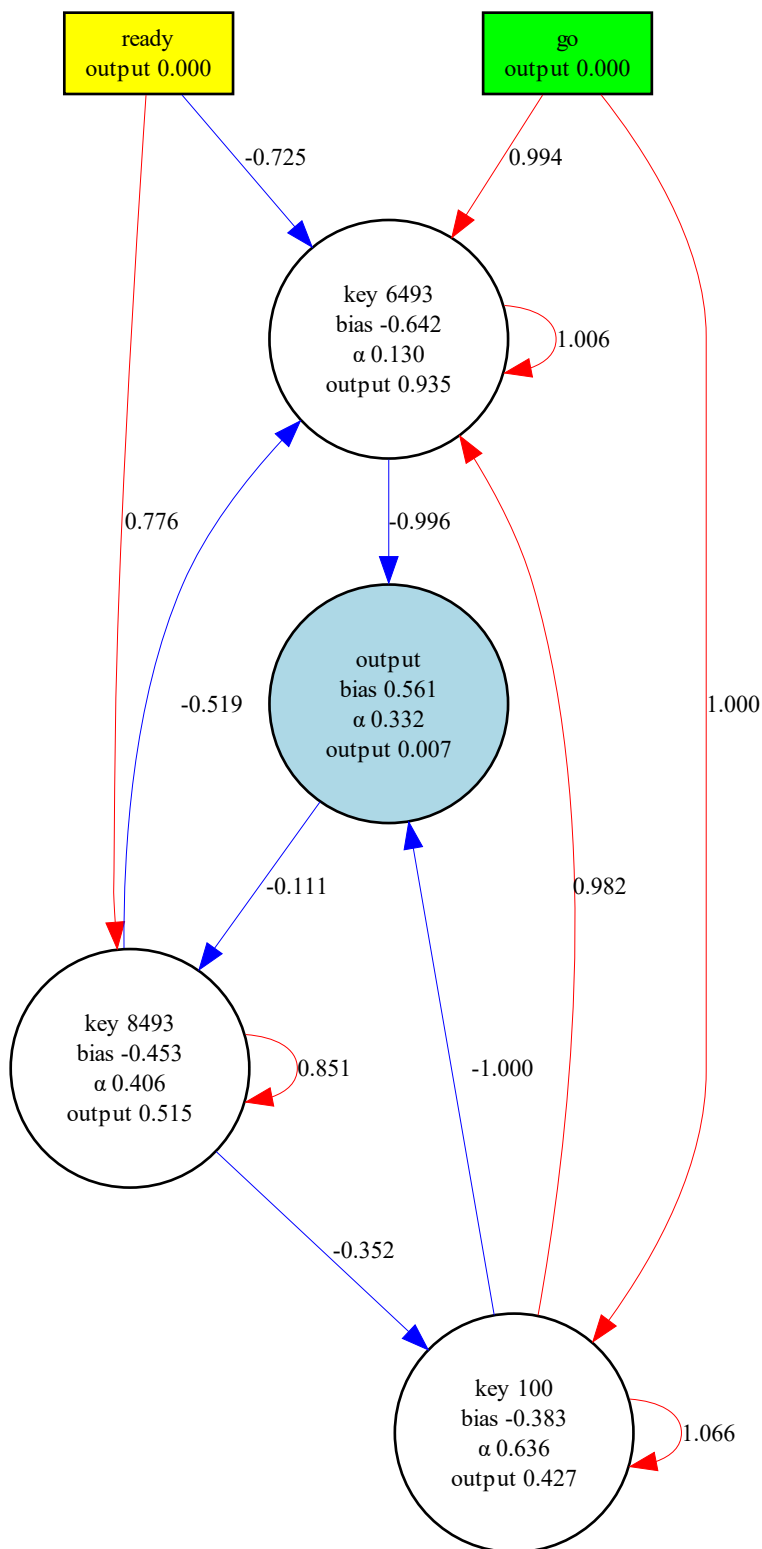 ready
output 0.000
go
output 0.000
-0.725
0.994
key 6493
bias -0.642
α 0.130
output 0.935
1.006
0.776
-0.996
output
bias 0.561
α 0.332
output 0.007
-0.519
1.000
-0.111
0.982
key 8493
bias -0.453
α 0.406
output 0.515
0.851
-1.000
-0.352
key 100
bias -0.383
α 0.636
output 0.427
1.066